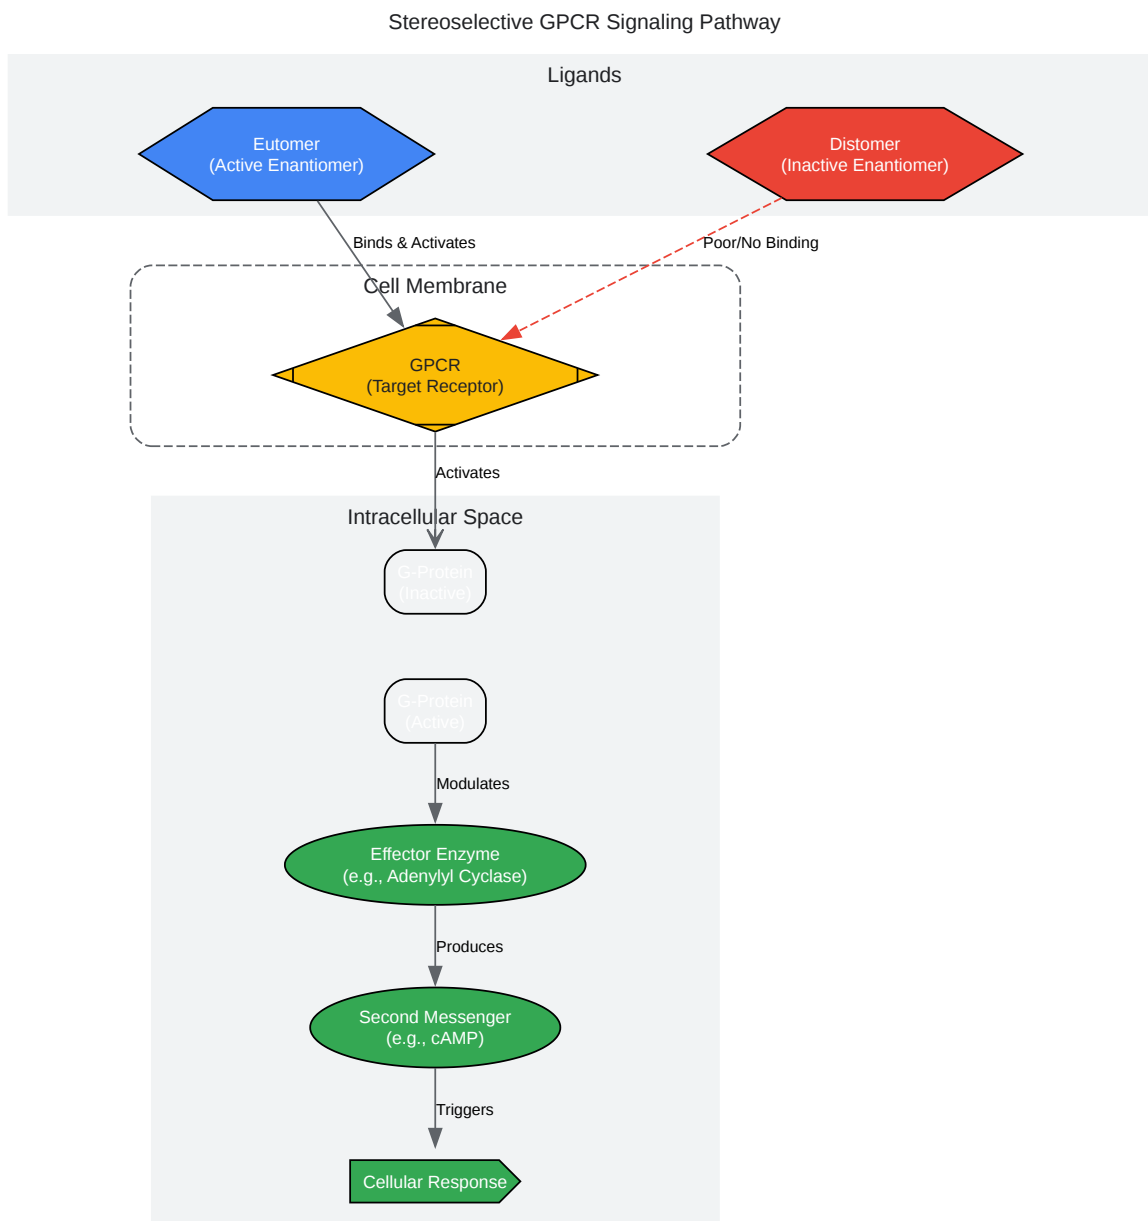 Stereoselective GPCR Signaling Pathway
Ligands
Eutomer
(Active Enantiomer)
Distomer
(Inactive Enantiomer)
Binds & Activates
Poor/No Binding
Cell Membrane
GPCR
(Target Receptor)
Activates
Intracellular Space
G-Protein
(Inactive)
G-Protein
(Active)
Modulates
Effector Enzyme
(e.g., Adenylyl Cyclase)
Produces
Second Messenger
(e.g., cAMP)
Triggers
Cellular Response